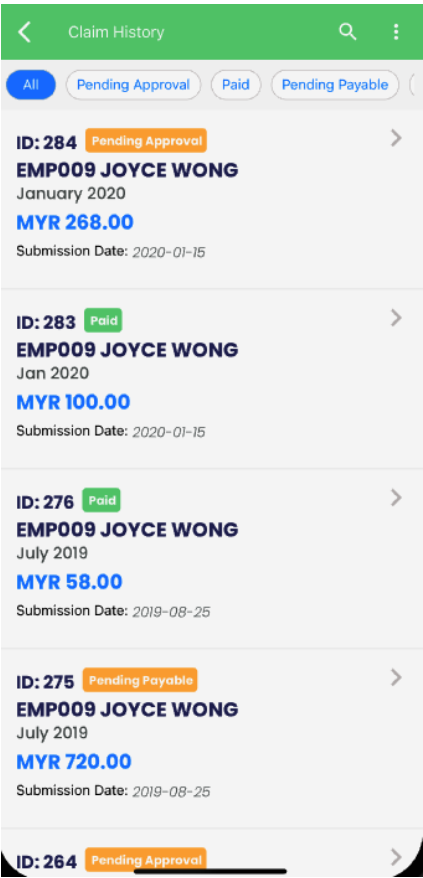 Claim History
All Pending Approval Paid Pending Payable
ID: 284 Pending Approval
EMP009 JOYCE WONG
January 2020
MYR 268.00
Submission Date: 2020-01-15
ID: 283 Paid
EMP009 JOYCE WONG
Jan 2020
MYR 100.00
Submission Date: 2020-01-15
ID: 276 Paid
EMP009 JOYCE WONG
July 2019
MYR 58.00
Submission Date: 2019-08-25
ID: 275 Pending Payable
EMP009 JOYCE WONG
July 2019
MYR 720.00
Submission Date: 2019-08-25
ID: 264 Pending Approval